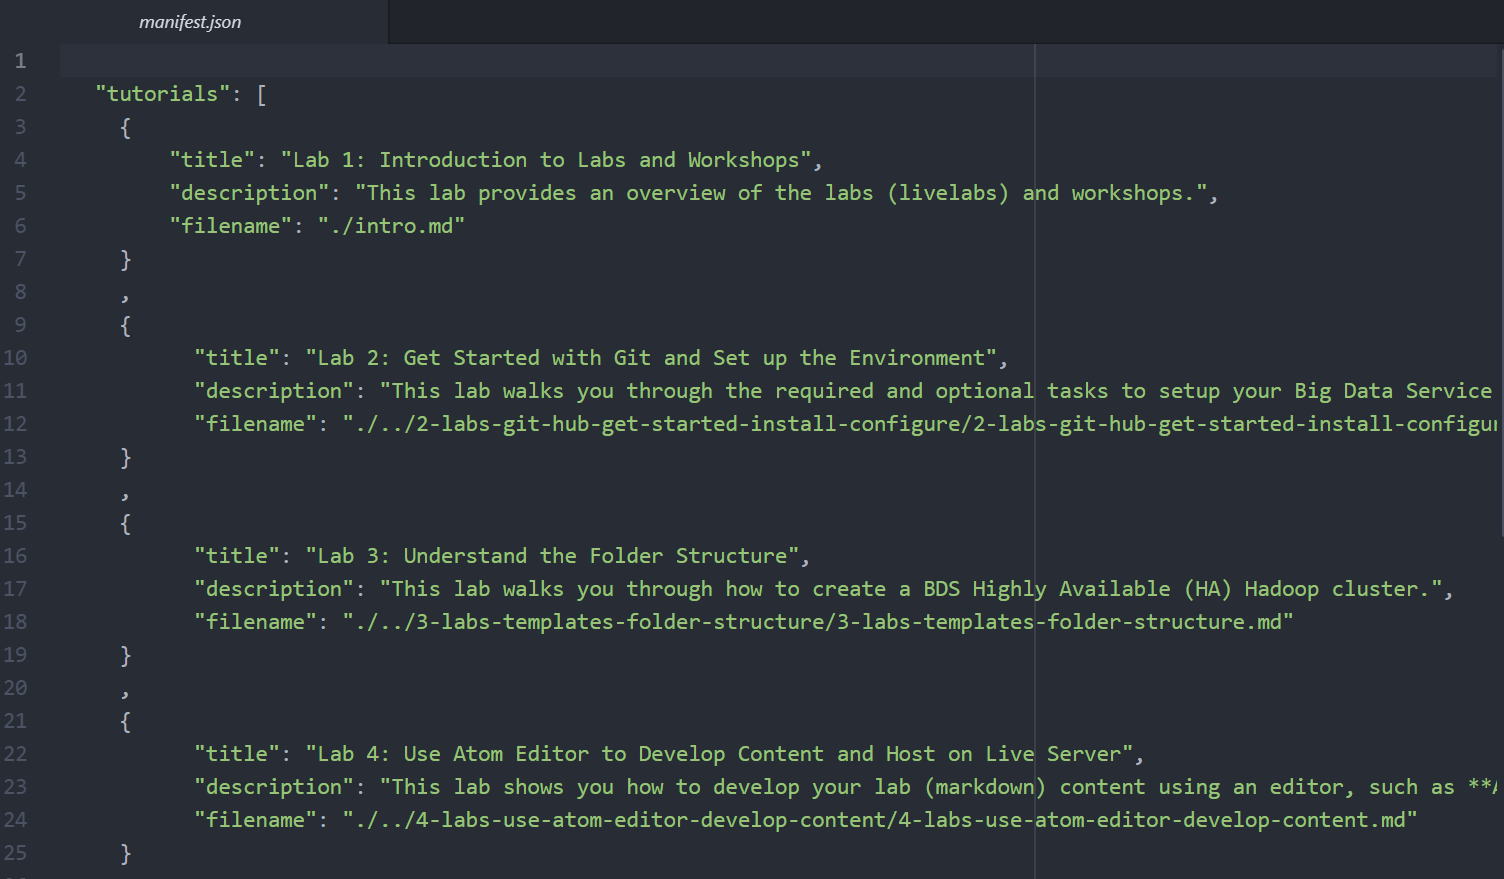 manifest.json
1
2 "tutorials": [
3 {
4 "title": "Lab 1: Introduction to Labs and Workshops",
5 "description": "This lab provides an overview of the labs (livelabs) and workshops.",
6 "filename": "./intro.md"
7 }
8 ,
9 {
10 "title": "Lab 2: Get Started with Git and Set up the Environment",
11 "description": "This lab walks you through the required and optional tasks to setup your Big Data Service
12 "filename": "./../2-labs-git-hub-get-started-install-configure/2-labs-git-hub-get-started-install-configu
13 }
14 ,
15 {
16 "title": "Lab 3: Understand the Folder Structure",
17 "description": "This lab walks you through how to create a BDS Highly Available (HA) Hadoop cluster.",
18 "filename": "./../3-labs-templates-folder-structure/3-labs-templates-folder-structure.md"
19 }
20 ,
21 {
22 "title": "Lab 4: Use Atom Editor to Develop Content and Host on Live Server",
23 "description": "This lab shows you how to develop your lab (markdown) content using an editor, such as **
24 "filename": "./../4-labs-use-atom-editor-develop-content/4-labs-use-atom-editor-develop-content.md"
25 }